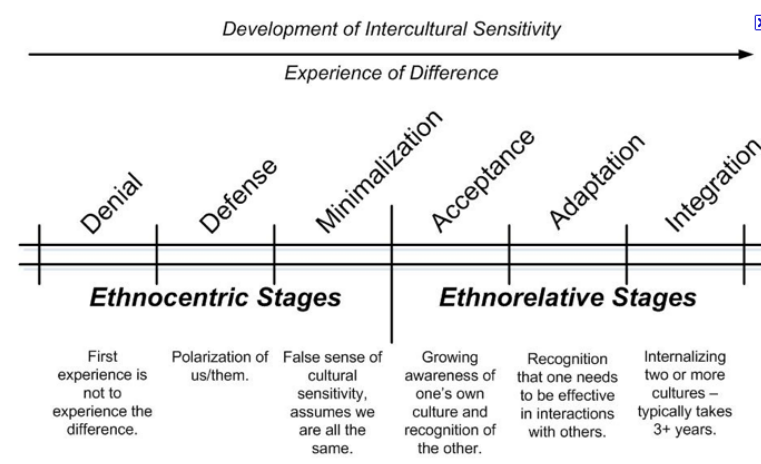 Development of Intercultural Sensitivity
Experience of Difference
Denial
Defense
Minimalization
Acceptance
Adaptation
Integration
Ethnocentric Stages
Ethnorelative Stages
First
experience is
not to
experience the
difference.
Polarization of
us/them.
False sense of
cultural
sensitivity,
assumes we
are all the
same.
Growing
awareness of
one's own
culture and
recognition of
the other.
Recognition
that one needs
to be effective
in interactions
with others.
Internalizing
two or more
cultures –
typically takes
3+ years.